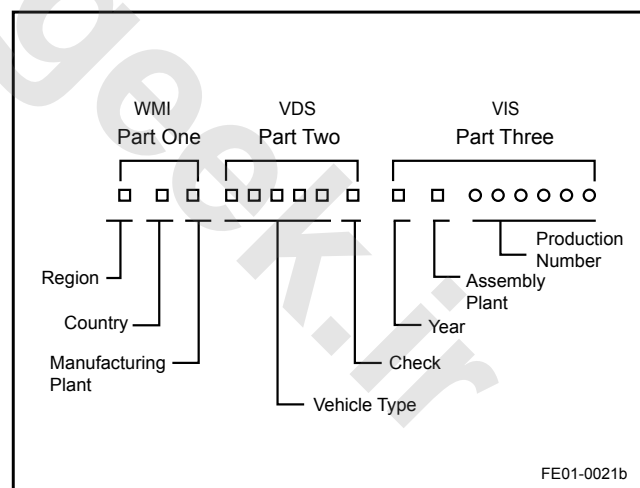 WMI
Part One
VDS
Part Two
VIS
Part Three
Region
Country
Manufacturing
Plant
Vehicle Type
Check
Year
Assembly
Plant
Production
Number
FE01-0021b
geek.ir